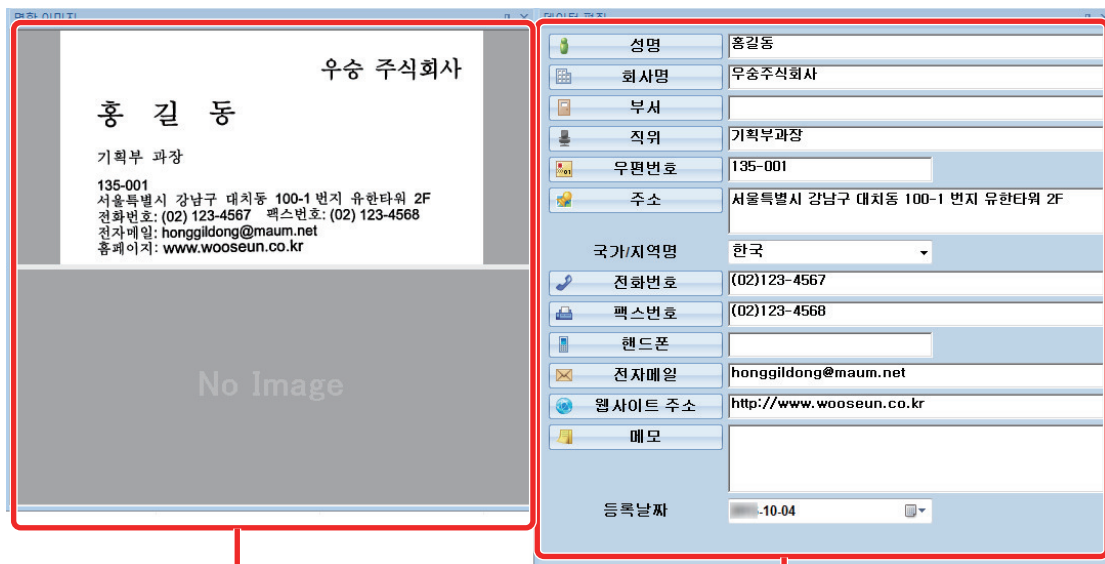 우승 주식회사
홍 길 동
기획부 과장
135-001
서울특별시 강남구 대치동 100-1 번지 유한타워 2F
전화번호: (02) 123-4567 팩스번호: (02) 123-4568
전자메일: honggildong@maum.net
홈페이지: www.wooseun.co.kr
No Image
성명 홍길동
회사명 우승주식회사
부서
직위 기획부과장
우편번호 135-001
주소 서울특별시 강남구 대치동 100-1 번지 유한타워 2F
국가/지역명 한국
전화번호 (02)123-4567
팩스번호 (02)123-4568
핸드폰
전자메일 honggildong@maum.net
웹사이트 주소 http://www.wooseun.co.kr
메모
등록날짜 -10-04